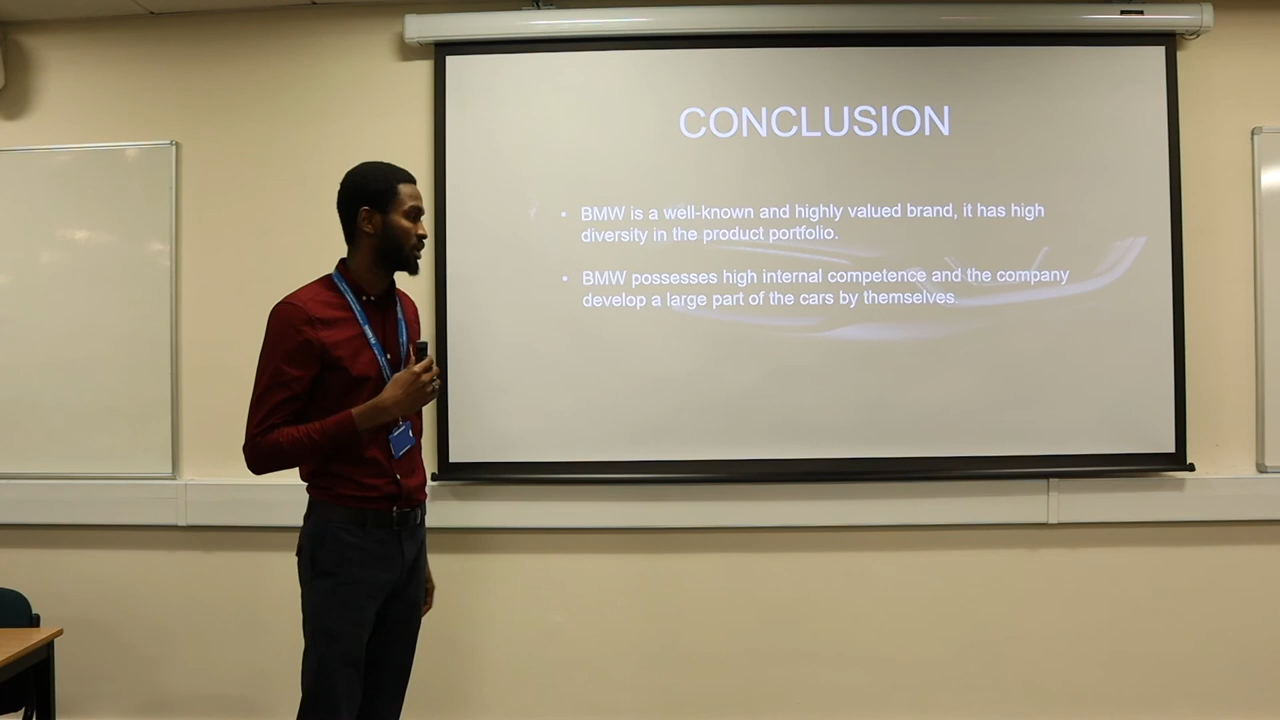 CONCLUSION
• BMW is a well-known and highly valued brand, it has high
diversity in the product portfolio.
• BMW possesses high internal competence and the company
develop a large part of the cars by themselves.